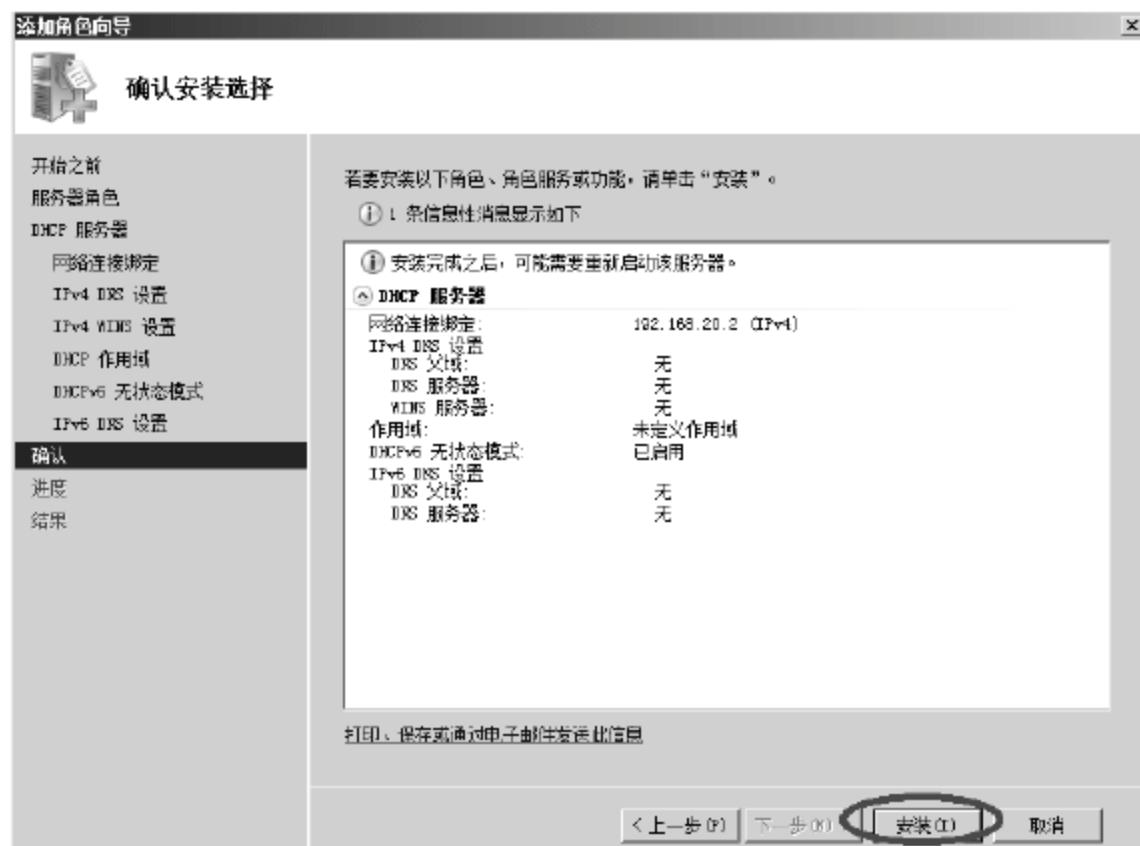 添加角色向导
确认安装选择
开始之前
服务器角色
DHCP 服务器
网络连接绑定
IPv4 DNS 设置
IPv4 WINS 设置
DHCP 作用域
DHCPv6 无状态模式
IPv6 DNS 设置
确认
进度
结果
若要安装以下角色、角色服务或功能，请单击“安装”。
1 条信息性消息显示如下
安装完成之后，可能需要重新启动该服务器。
DHCP 服务器
网络连接绑定: 192.168.20.2 (IPv4)
IPv4 DNS 设置
DNS 父域: 无
DNS 服务器: 无
WINS 服务器: 无
作用域: 未定义作用域
DHCPv6 无状态模式: 已启用
IPv6 DNS 设置
DNS 父域: 无
DNS 服务器: 无
打印、保存或通过电子邮件发送此信息
< 上一步(P) 下一步(N) 安装(I) 取消